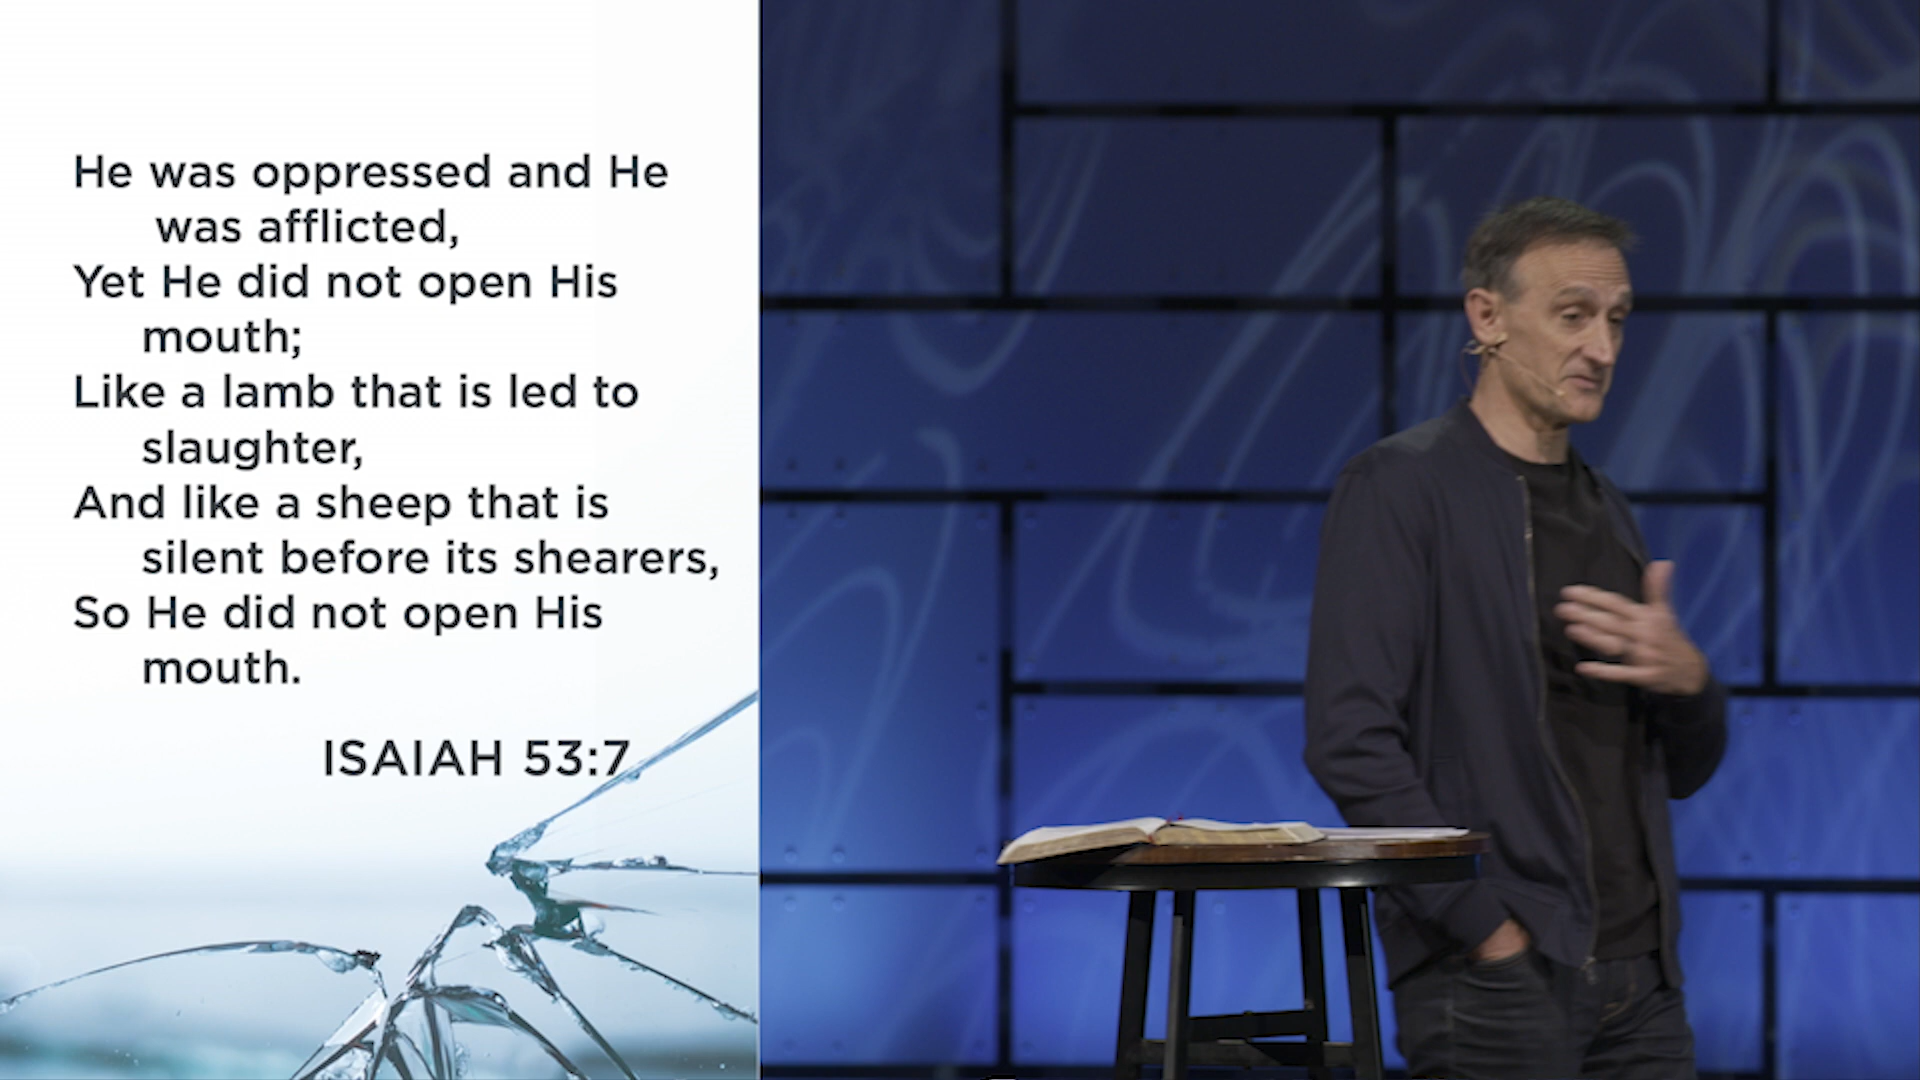 He was oppressed and He
was afflicted,
Yet He did not open His
mouth;
Like a lamb that is led to
slaughter,
And like a sheep that is
silent before its shearers,
So He did not open His
mouth.
ISAIAH 53:7